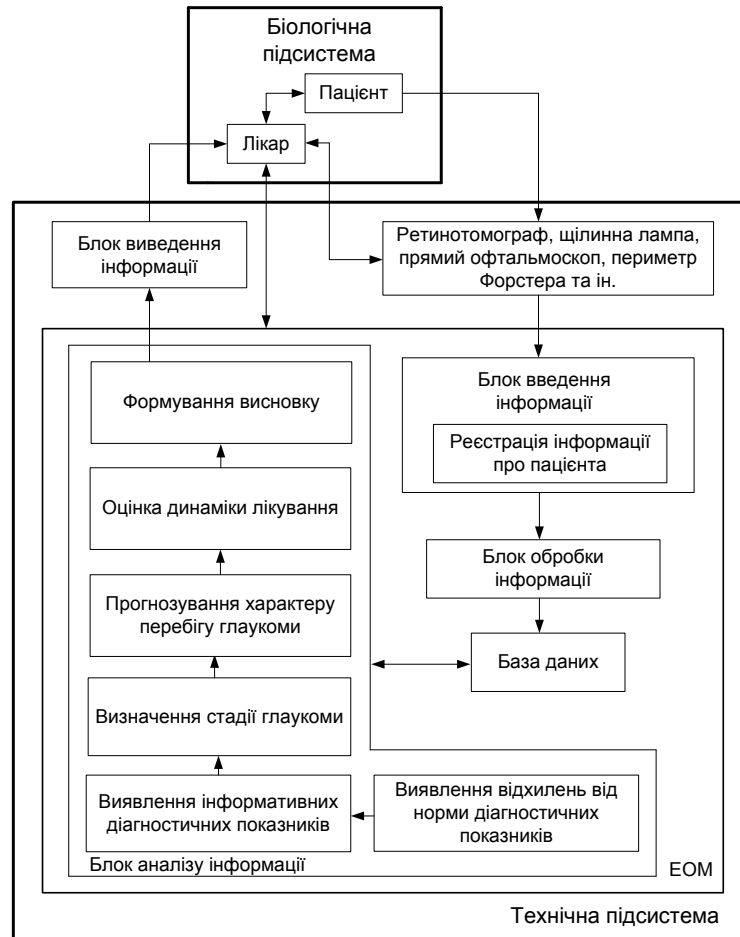 Біологічна
підсистема
Пацієнт
Лікар
Блок виведення
інформації
Ретинотомограф, щілинна лампа,
прямий офтальмоскоп, периметр
Форстера та ін.
Формування висновку
Оцінка динаміки лікування
Прогнозування характеру
перебігу глаукоми
Визначення стадії глаукоми
Виявлення інформативних
діагностичних показників
Виявлення відхилень від
норми діагностичних
показників
Блок аналізу інформації
Блок введення
інформації
Реєстрація інформації
про пацієнта
Блок обробки
інформації
База даних
ЕОМ
Технічна підсистема